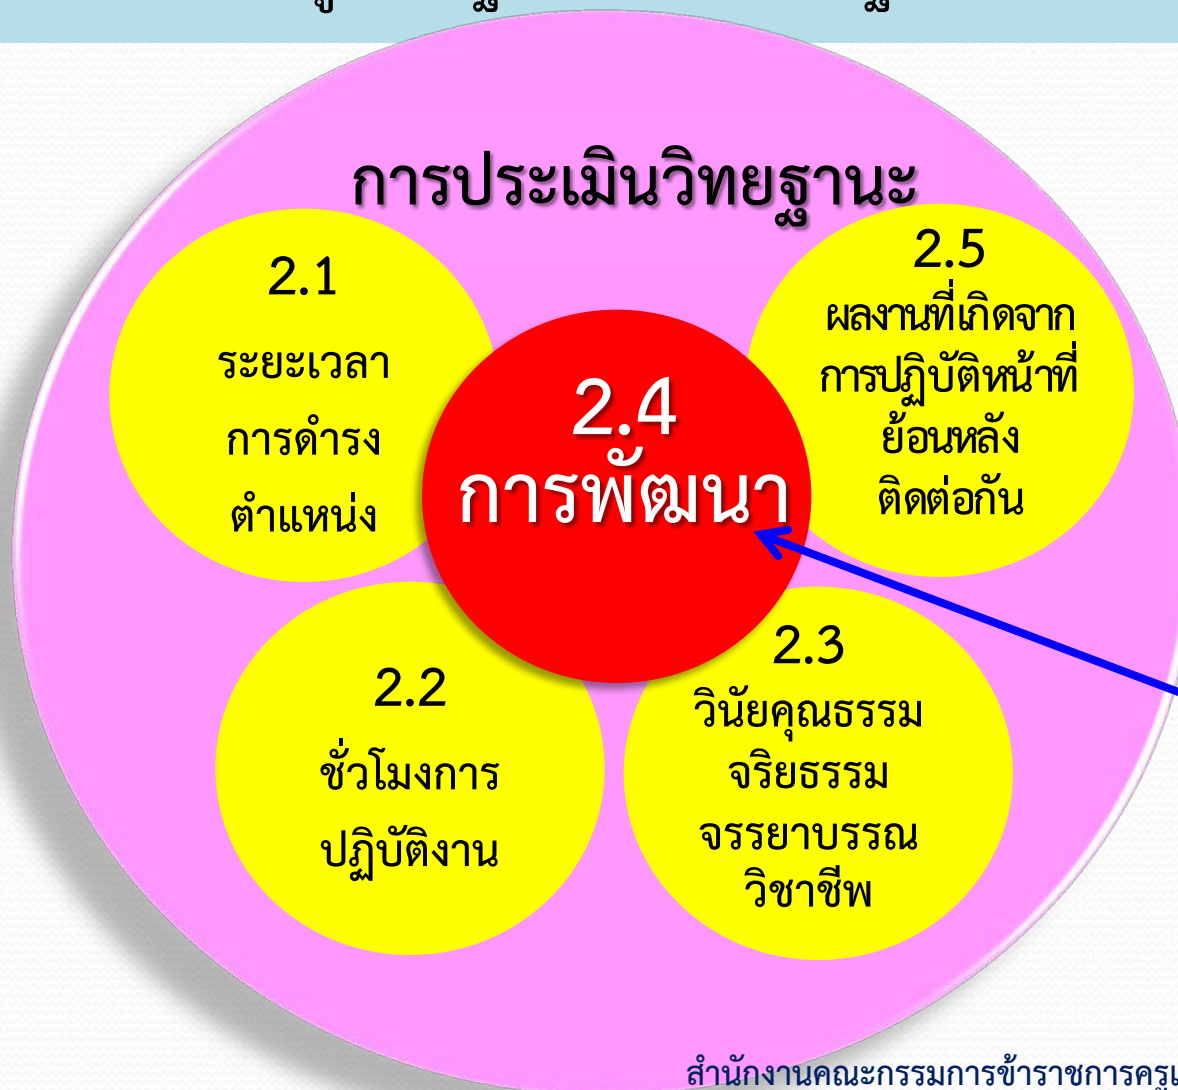 การประเมินวิทยฐานะ
2.1
ระยะเวลา
การดำรง
ตำแหน่ง
2.5
ผลงานที่เกิดจาก
การปฏิบัติหน้าที่
ย้อนหลัง
ติดต่อกัน
2.4
การพัฒนา
2.2
ชั่วโมงการ
ปฏิบัติงาน
2.3
วินัยคุณธรรม
จริยธรรม
จรรยาบรรณ
วิชาชีพ
สำนักงานคณะกรรมการข้าราชการครูแ